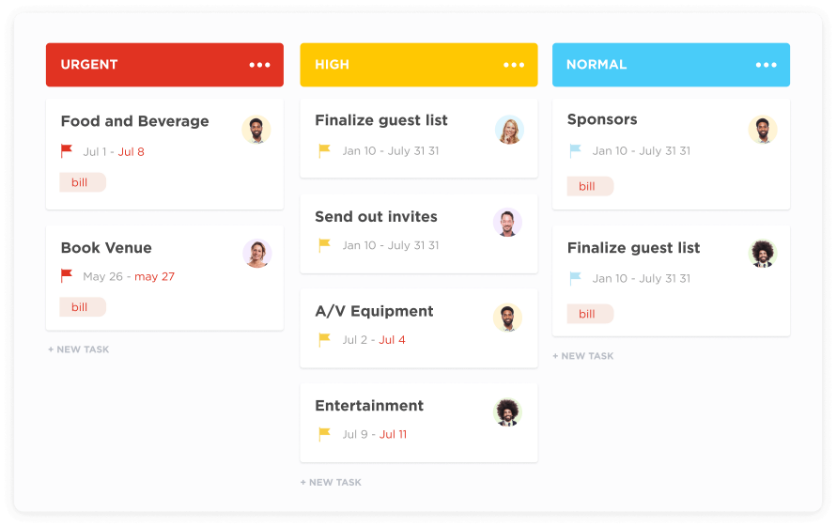 URGENT
Food and Beverage
Jul 1 - Jul 8
bill
Book Venue
May 26 - may 27
bill
+ NEW TASK
HIGH
Finalize guest list
Jan 10 - July 31 31
Send out invites
Jan 10 - July 31 31
A/V Equipment
Jul 2 - Jul 4
Entertainment
Jul 9 - Jul 11
+ NEW TASK
NORMAL
Sponsors
Jan 10 - July 31 31
bill
Finalize guest list
Jan 10 - July 31 31
bill
+ NEW TASK